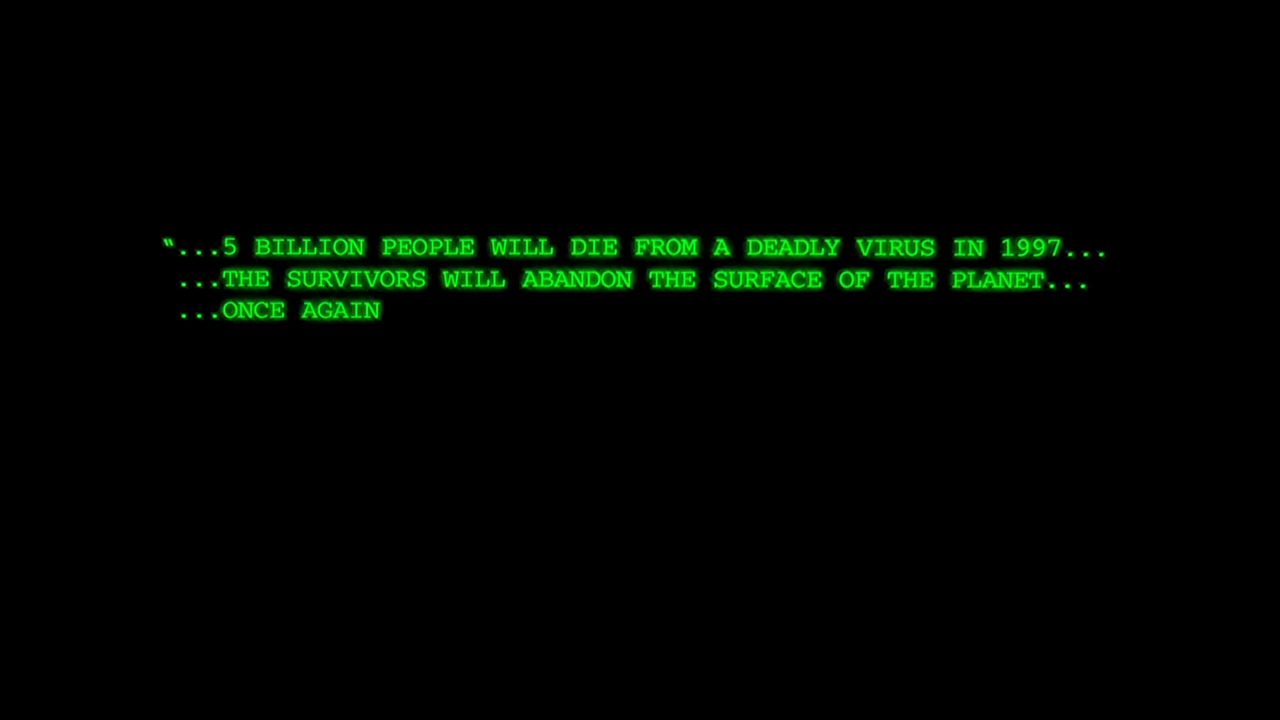 “...5 BILLION PEOPLE WILL DIE FROM A DEADLY VIRUS IN 1997...
...THE SURVIVORS WILL ABANDON THE SURFACE OF THE PLANET...
...ONCE AGAIN